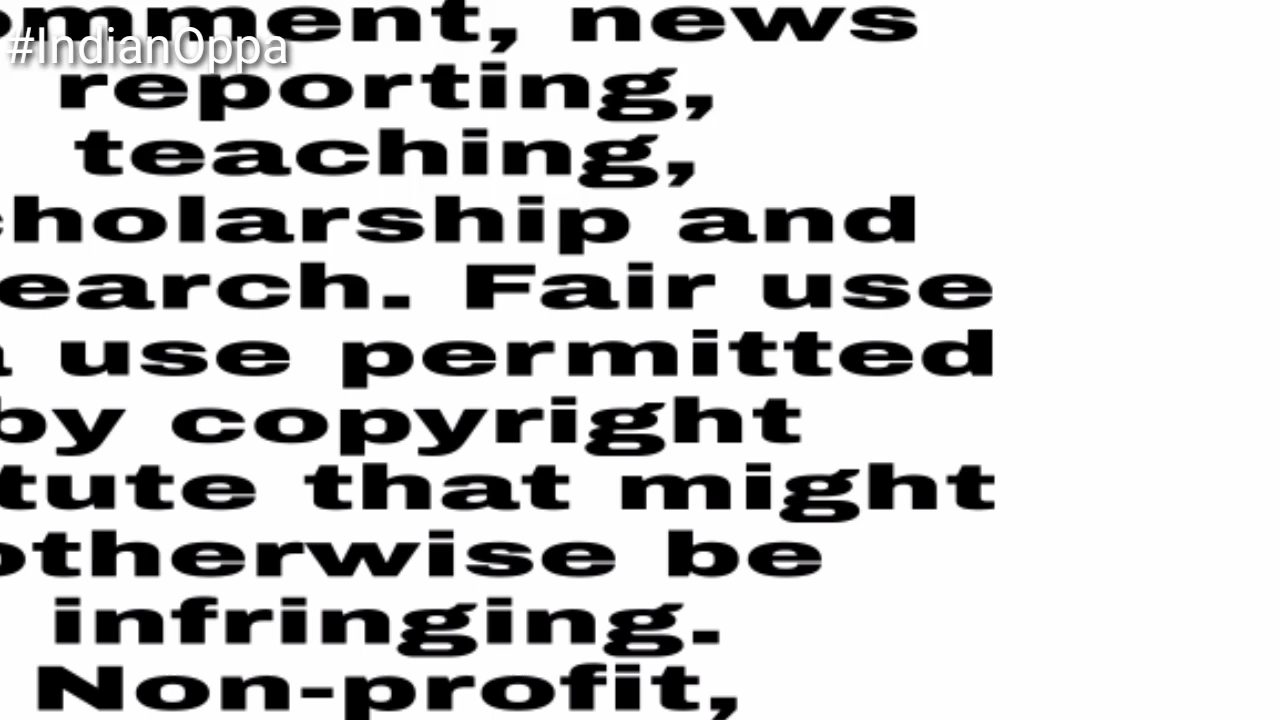 omment, news
#IndianOppa
reporting,
teaching,
cholarship and
earch. Fair use
use permitted
by copyright
tute that might
otherwise be
infringing.
Non-profit,